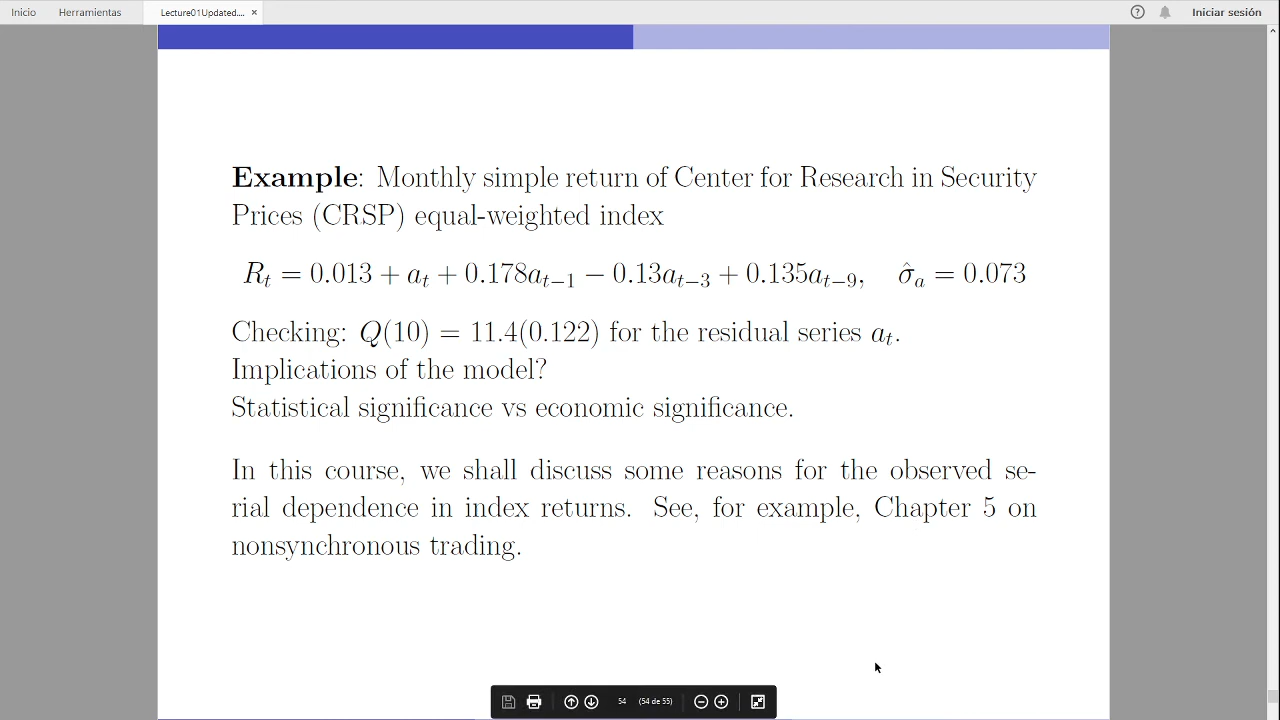 Inicio Herramientas Lecture01Updated.... × Iniciar sesión
Example: Monthly simple return of Center for Research in Security
Prices (CRSP) equal-weighted index
R_t = 0.013 + a_t + 0.178a_{t−1} − 0.13a_{t−3} + 0.135a_{t−9}, σ̂_a = 0.073
Checking: Q(10) = 11.4(0.122) for the residual series a_t.
Implications of the model?
Statistical significance vs economic significance.
In this course, we shall discuss some reasons for the observed se-
rial dependence in index returns. See, for example, Chapter 5 on
nonsynchronous trading.
54 (54 de 55)